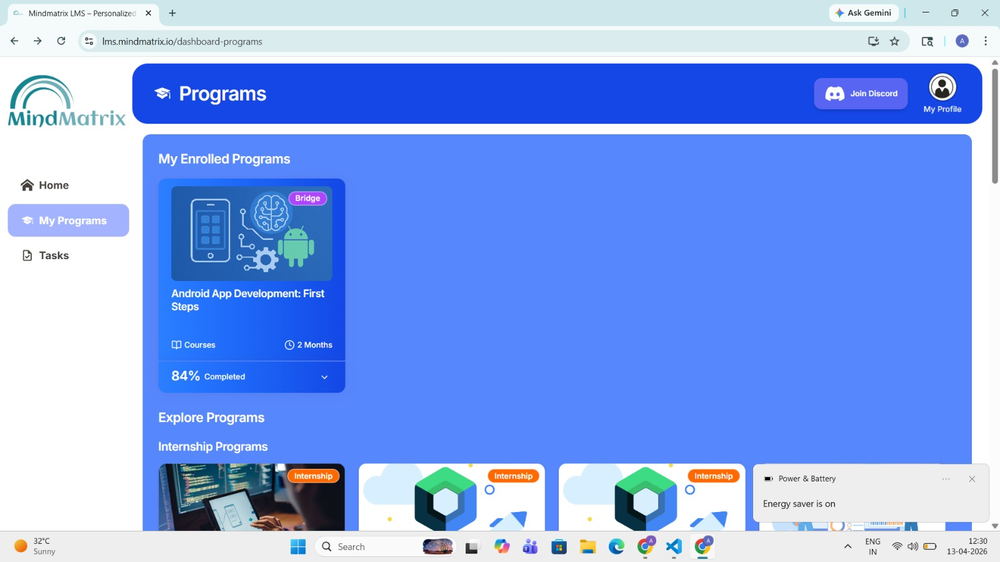 Mindmatrix LMS – Personalized
Ask Gemini
lms.mindmatrix.io/dashboard-programs
A
MindMatrix
Programs
Join Discord
My Profile
Home
My Programs
Tasks
My Enrolled Programs
Bridge
Android App Development: First
Steps
Courses
2 Months
84% Completed
Explore Programs
Internship Programs
Internship
Internship
Internship
Power & Battery
Energy saver is on
32°C
Sunny
Search
A
A
ENG
IN
12:30
13-04-2026